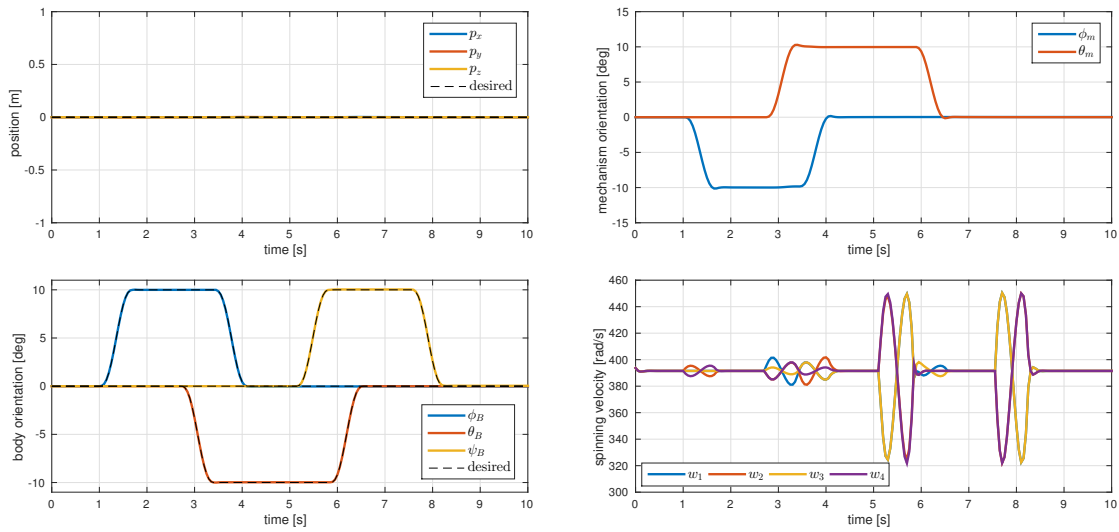 1
0.5
0
-0.5
-1
position [m]
0 1 2 3 4 5 6 7 8 9 10
time [s]
p_x
p_y
p_z
desired
15
10
5
0
-5
-10
-15
mechanism orientation [deg]
0 1 2 3 4 5 6 7 8 9 10
time [s]
ϕ_m
θ_m
10
5
0
-5
-10
body orientation [deg]
0 1 2 3 4 5 6 7 8 9 10
time [s]
ϕ_B
θ_B
ψ_B
desired
460
440
420
400
380
360
340
320
300
spinning velocity [rad/s]
0 1 2 3 4 5 6 7 8 9 10
time [s]
w_1 w_2 w_3 w_4